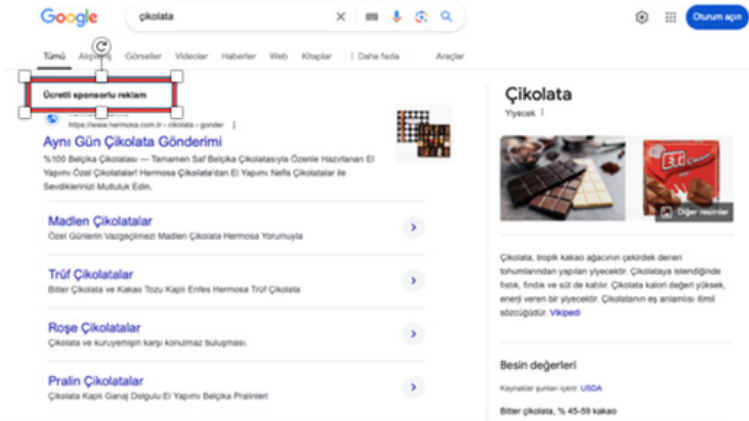 Google
çikolata
Oturum açın
Tümü Alışveriş Görseller Videolar Haberler Web Kitaplar Daha fazla Araçlar
Ücretli sponsorlu reklam
https://www.hermosa.com.tr › cikolata › gonder
Aynı Gün Çikolata Gönderimi
%100 Belçika Çikolatası — Tamamen Saf Belçika Çikolatasıyla Özenle Hazırlanan El
Yapımı Özel Çikolatalar! Hermosa Çikolata'dan El Yapımı Nefis Çikolatalar ile
Sevdiklerinizi Mutluluk Edin.
Madlen Çikolatalar
Özel Günlerin Vazgeçilmezi Madlen Çikolata Hermosa Yorumuyla
Trüf Çikolatalar
Bitter Çikolata ve Kakao Tozu Kaplı Enfes Hermosa Trüf Çikolata
Roşe Çikolatalar
Çikolata ve kuruyemişin karşı konulmaz buluşması.
Pralin Çikolatalar
Çikolata Kaplı Ganaj Dolgulu El Yapımı Belçika Pralinleri
Çikolata
Yiyecek
ETİ
Diğer resimler
Çikolata, tropik kakao ağacının çekirdek denen
tohumlarından yapılan yiyecektir. Çikolataya istendiğinde
fıstık, fındık ve süt de katılır. Çikolata kalori değeri yüksek,
enerji veren bir yiyecektir. Çikolatanın eş anlamlısı itimil
sözcüğüdür. Vikipedi
Besin değerleri
Kaynaklar şunları içerir: USDA
Bitter çikolata, % 45-59 kakao